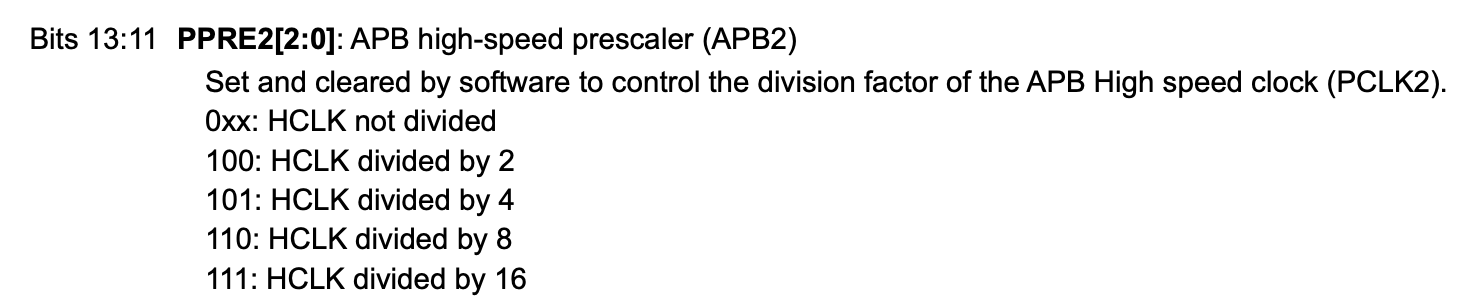 Bits 13:11 PPRE2[2:0]: APB high-speed prescaler (APB2)
Set and cleared by software to control the division factor of the APB High speed clock (PCLK2).
0xx: HCLK not divided
100: HCLK divided by 2
101: HCLK divided by 4
110: HCLK divided by 8
111: HCLK divided by 16